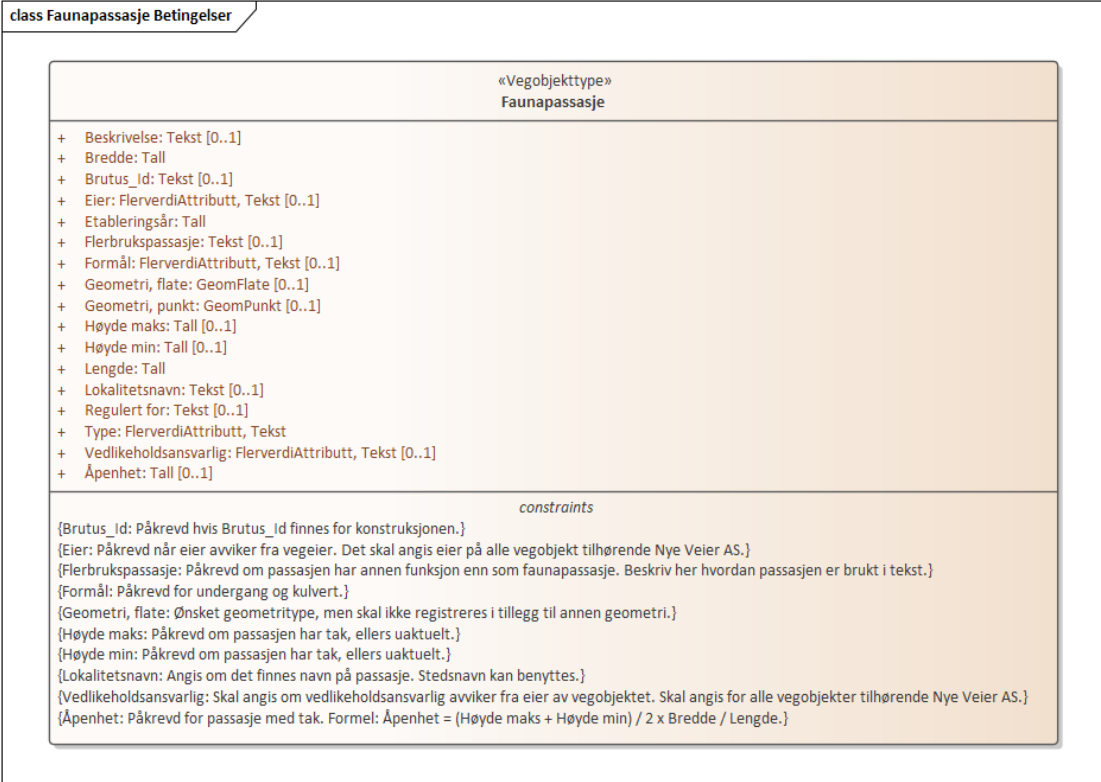 class Faunapassasje Betingelser
«Vegobjekttype»
Faunapassasje
+ Beskrivelse: Tekst [0..1]
+ Bredde: Tall
+ Brutus_Id: Tekst [0..1]
+ Eier: FlerverdiAttributt, Tekst [0..1]
+ Etableringsår: Tall
+ Flerbrukspassasje: Tekst [0..1]
+ Formål: FlerverdiAttributt, Tekst [0..1]
+ Geometri, flate: GeomFlate [0..1]
+ Geometri, punkt: GeomPunkt [0..1]
+ Høyde maks: Tall [0..1]
+ Høyde min: Tall [0..1]
+ Lengde: Tall
+ Lokalitetsnavn: Tekst [0..1]
+ Regulert for: Tekst [0..1]
+ Type: FlerverdiAttributt, Tekst
+ Vedlikeholdsansvarlig: FlerverdiAttributt, Tekst [0..1]
+ Åpenhet: Tall [0..1]
constraints
{Brutus_Id: Påkrevd hvis Brutus_Id finnes for konstruksjonen.}
{Eier: Påkrevd når eier avviker fra vegeier. Det skal angis eier på alle vegobjekt tilhørende Nye Veier AS.}
{Flerbrukspassasje: Påkrevd om passasjen har annen funksjon enn som faunapassasje. Beskriv her hvordan passasjen er brukt i tekst.}
{Formål: Påkrevd for undergang og kulvert.}
{Geometri, flate: Ønsket geometritype, men skal ikke registreres i tillegg til annen geometri.}
{Høyde maks: Påkrevd om passasjen har tak, ellers uaktuelt.}
{Høyde min: Påkrevd om passasjen har tak, ellers uaktuelt.}
{Lokalitetsnavn: Angis om det finnes navn på passasje. Stedsnavn kan benyttes.}
{Vedlikeholdsansvarlig: Skal angis om vedlikeholdsansvarlig avviker fra eier av vegobjektet. Skal angis for alle vegobjekter tilhørende Nye Veier AS.}
{Åpenhet: Påkrevd for passasje med tak. Formel: Åpenhet = (Høyde maks + Høyde min) / 2 x Bredde / Lengde.}